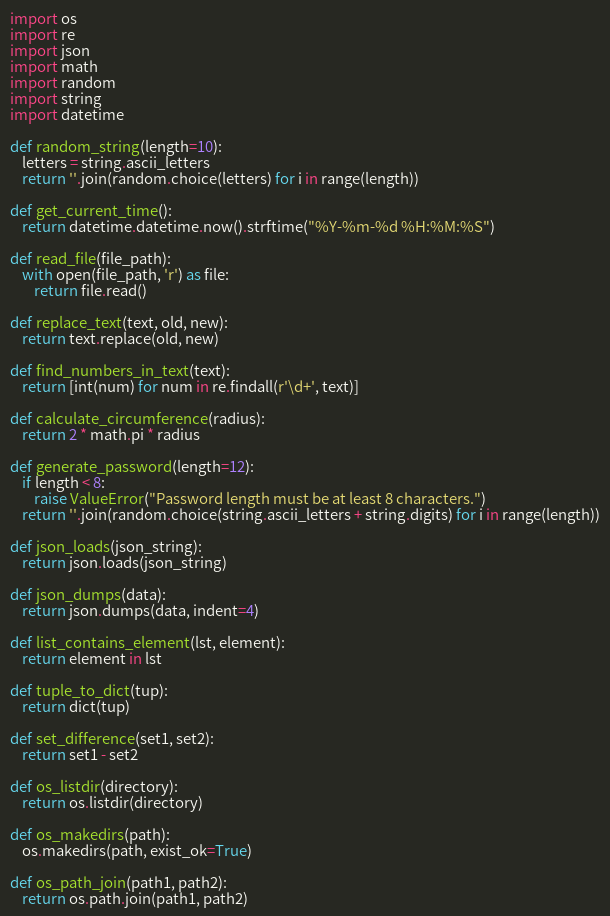 import os
import re
import json
import math
import random
import string
import datetime

def random_string(length=10):
    letters = string.ascii_letters
    return ''.join(random.choice(letters) for i in range(length))

def get_current_time():
    return datetime.datetime.now().strftime("%Y-%m-%d %H:%M:%S")

def read_file(file_path):
    with open(file_path, 'r') as file:
        return file.read()

def replace_text(text, old, new):
    return text.replace(old, new)

def find_numbers_in_text(text):
    return [int(num) for num in re.findall(r'\d+', text)]

def calculate_circumference(radius):
    return 2 * math.pi * radius

def generate_password(length=12):
    if length < 8:
        raise ValueError("Password length must be at least 8 characters.")
    return ''.join(random.choice(string.ascii_letters + string.digits) for i in range(length))

def json_loads(json_string):
    return json.loads(json_string)

def json_dumps(data):
    return json.dumps(data, indent=4)

def list_contains_element(lst, element):
    return element in lst

def tuple_to_dict(tup):
    return dict(tup)

def set_difference(set1, set2):
    return set1 - set2

def os_listdir(directory):
    return os.listdir(directory)

def os_makedirs(path):
    os.makedirs(path, exist_ok=True)

def os_path_join(path1, path2):
    return os.path.join(path1, path2)